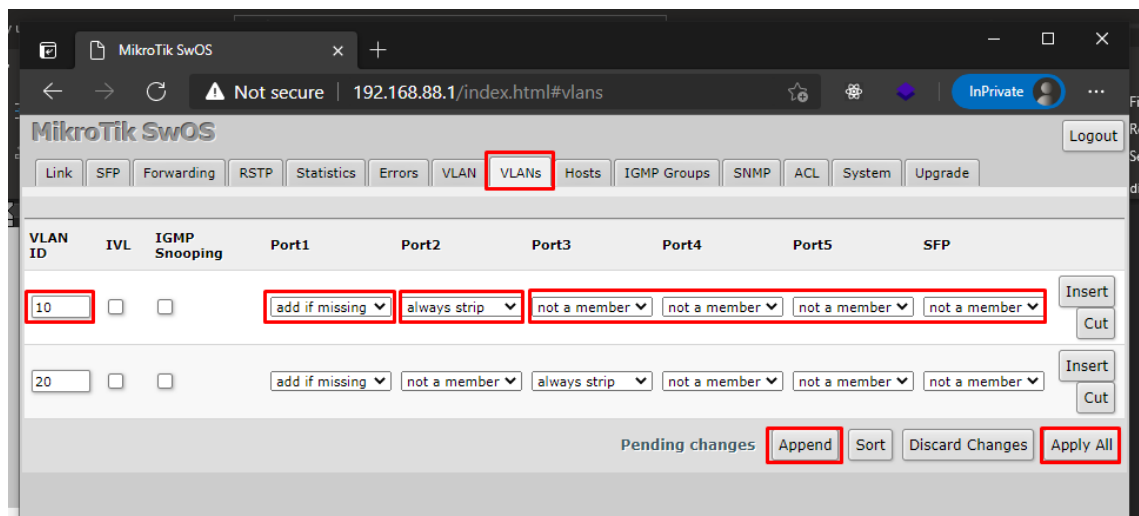 MikroTik SwOS
Not secure | 192.168.88.1/index.html#vlans
InPrivate
MikroTik SwOS
Logout
Link SFP Forwarding RSTP Statistics Errors VLAN VLANs Hosts IGMP Groups SNMP ACL System Upgrade
VLAN ID IVL IGMP Snooping Port1 Port2 Port3 Port4 Port5 SFP
10 add if missing always strip not a member not a member not a member not a member Insert
Cut
20 add if missing not a member always strip not a member not a member not a member Insert
Cut
Pending changes Append Sort Discard Changes Apply All